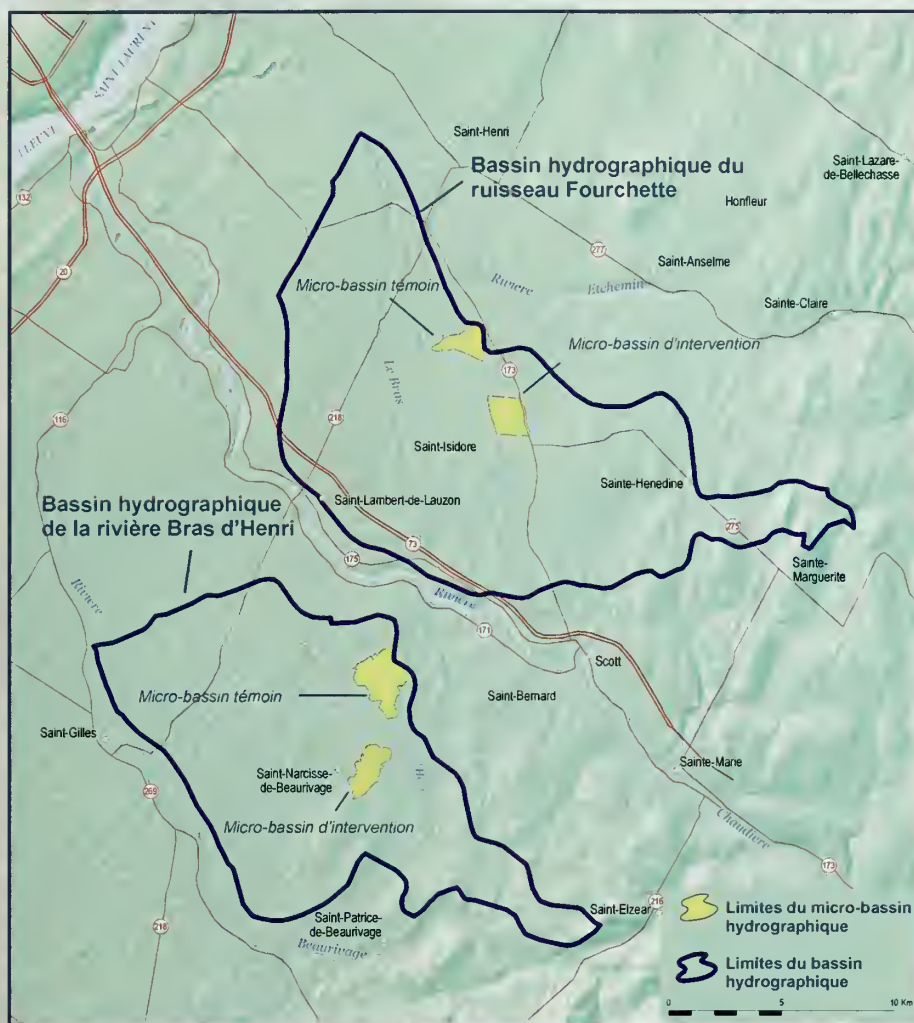 FLEUVE
SAINT-LAURENT
Saint-Henri
Bassin hydrographique du
ruisseau Fourchette
Saint-Lazare-
de-Bellechasse
Honfleur
132
277
Saint-Anselme
20
Rivière
Etchemin
Micro-bassin témoin
Sainte-Claire
Micro-bassin d'intervention
Le Bras
173
116
218
Saint-Isidore
Sainte-Henedine
Bassin hydrographique
de la rivière Bras d'Henri
Saint-Lambert-de-Lauzon
275
73
175
Sainte-
Marguerite
Rivière
Rivière
171
Scott
Micro-bassin témoin
Saint-Bernard
Saint-Gilles
Sainte-Marie
Saint-Narcisse-
de-Beaurivage
269
Micro-bassin d'intervention
Chaudière
173
Saint-Elzear
216
Saint-Patrice-
de-Beaurivage
218
Beaurivage
Limites du micro-bassin
hydrographique
Limites du bassin
hydrographique
0 5 10 Km